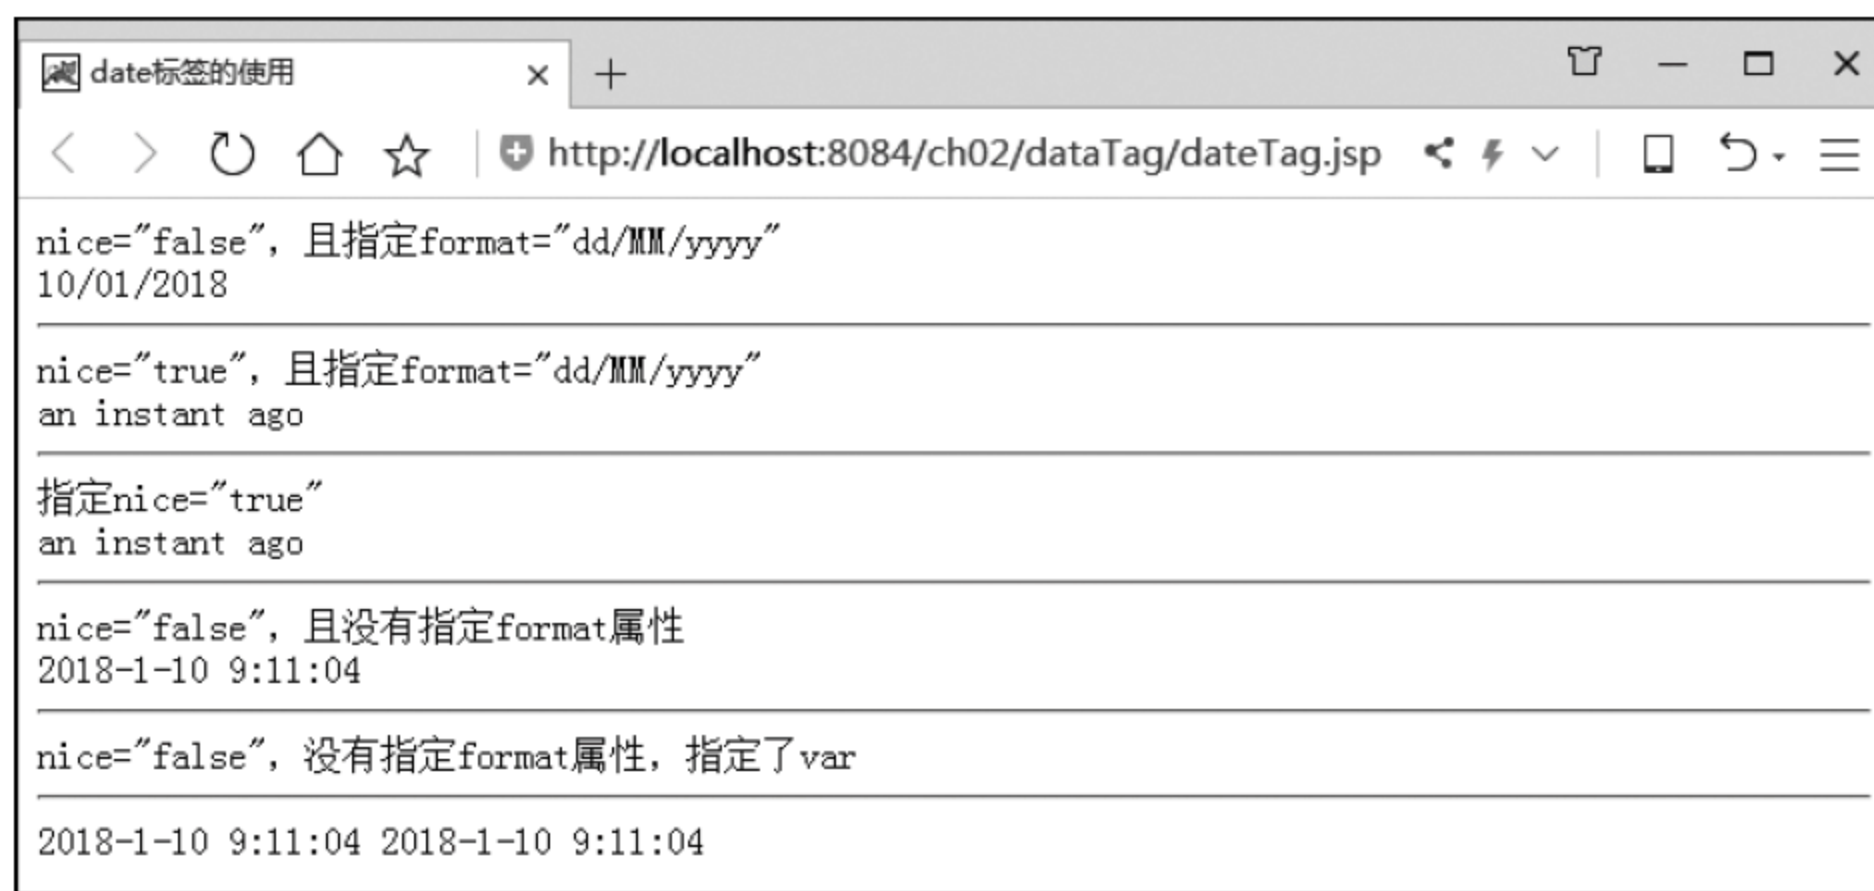 date标签的使用
http://localhost:8084/ch02/dataTag/dateTag.jsp
nice="false"，且指定format="dd/MM/yyyy"
10/01/2018
nice="true"，且指定format="dd/MM/yyyy"
an instant ago
指定nice="true"
an instant ago
nice="false"，且没有指定format属性
2018-1-10 9:11:04
nice="false"，没有指定format属性，指定了var
2018-1-10 9:11:04 2018-1-10 9:11:04